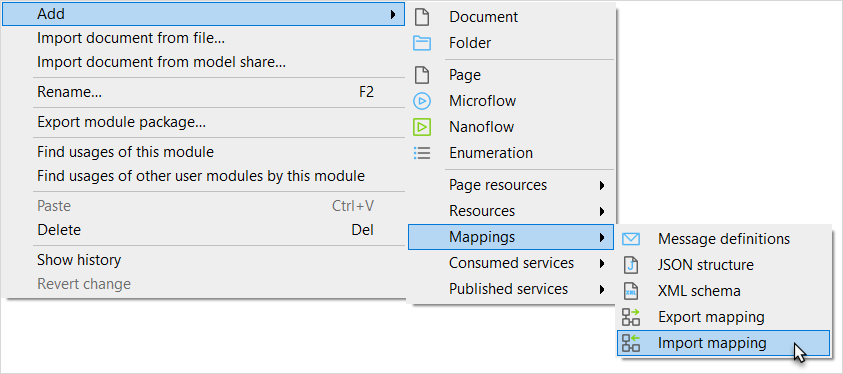 Add
Import document from file...
Import document from model share...
Rename... F2
Export module package...
Find usages of this module
Find usages of other user modules by this module
Paste Ctrl+V
Delete Del
Show history
Revert change
Document
Folder
Page
Microflow
Nanoflow
Enumeration
Page resources
Resources
Mappings
Consumed services
Published services
Message definitions
JSON structure
XML schema
Export mapping
Import mapping